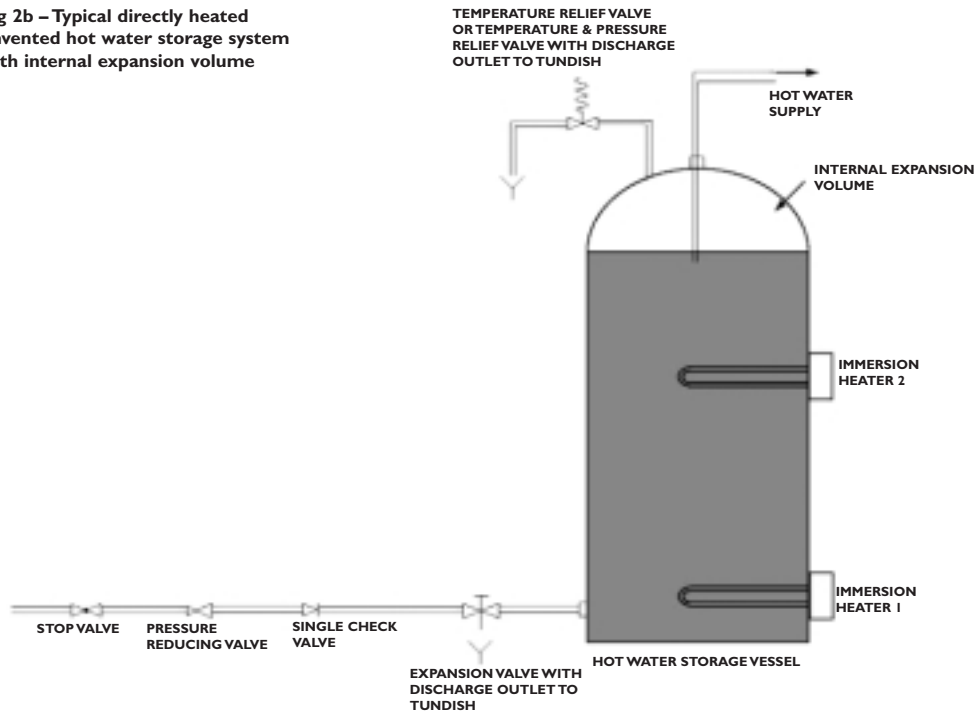 g 2b – Typical directly heated
nvented hot water storage system
th internal expansion volume
TEMPERATURE RELIEF VALVE
OR TEMPERATURE & PRESSURE
RELIEF VALVE WITH DISCHARGE
OUTLET TO TUNDISH
HOT WATER
SUPPLY
INTERNAL EXPANSION
VOLUME
IMMERSION
HEATER 2
IMMERSION
HEATER 1
STOP VALVE
PRESSURE
REDUCING VALVE
SINGLE CHECK
VALVE
EXPANSION VALVE WITH
DISCHARGE OUTLET TO
TUNDISH
HOT WATER STORAGE VESSEL